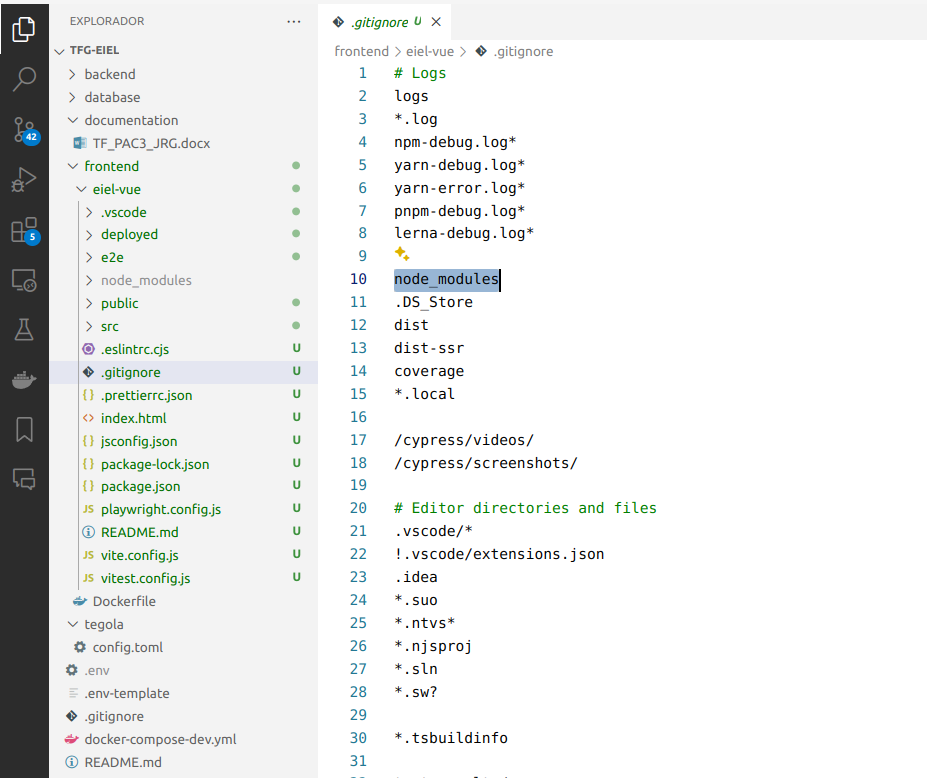 EXPLORADOR
TFG-EIEL
backend
database
documentation
TF_PAC3_JRG.docx
frontend
eiel-vue
.vscode
deployed
e2e
node_modules
public
src
.eslintrc.cjs U
.gitignore U
{} .prettierrc.json U
<> index.html U
{} jsconfig.json U
{} package-lock.json U
{} package.json U
JS playwright.config.js U
README.md U
JS vite.config.js U
JS vitest.config.js U
Dockerfile
tegola
config.toml
.env
.env-template
.gitignore
docker-compose-dev.yml
README.md
42
5
.gitignore U
frontend > eiel-vue > .gitignore
1 # Logs
2 logs
3 *.log
4 npm-debug.log*
5 yarn-debug.log*
6 yarn-error.log*
7 pnpm-debug.log*
8 lerna-debug.log*
9
10 node_modules
11 .DS_Store
12 dist
13 dist-ssr
14 coverage
15 *.local
16
17 /cypress/videos/
18 /cypress/screenshots/
19
20 # Editor directories and files
21 .vscode/*
22 !.vscode/extensions.json
23 .idea
24 *.suo
25 *.ntvs*
26 *.njsproj
27 *.sln
28 *.sw?
29
30 *.tsbuildinfo
31